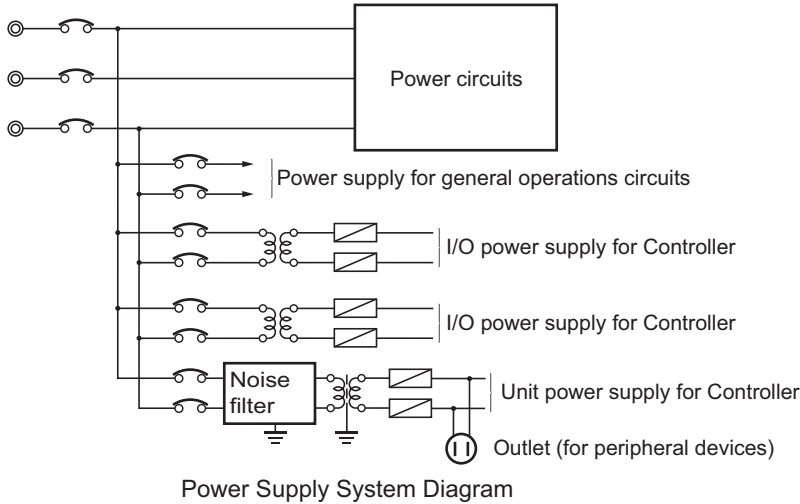 Power circuits
Power supply for general operations circuits
I/O power supply for Controller
I/O power supply for Controller
Noise
filter
Unit power supply for Controller
Outlet (for peripheral devices)
Power Supply System Diagram